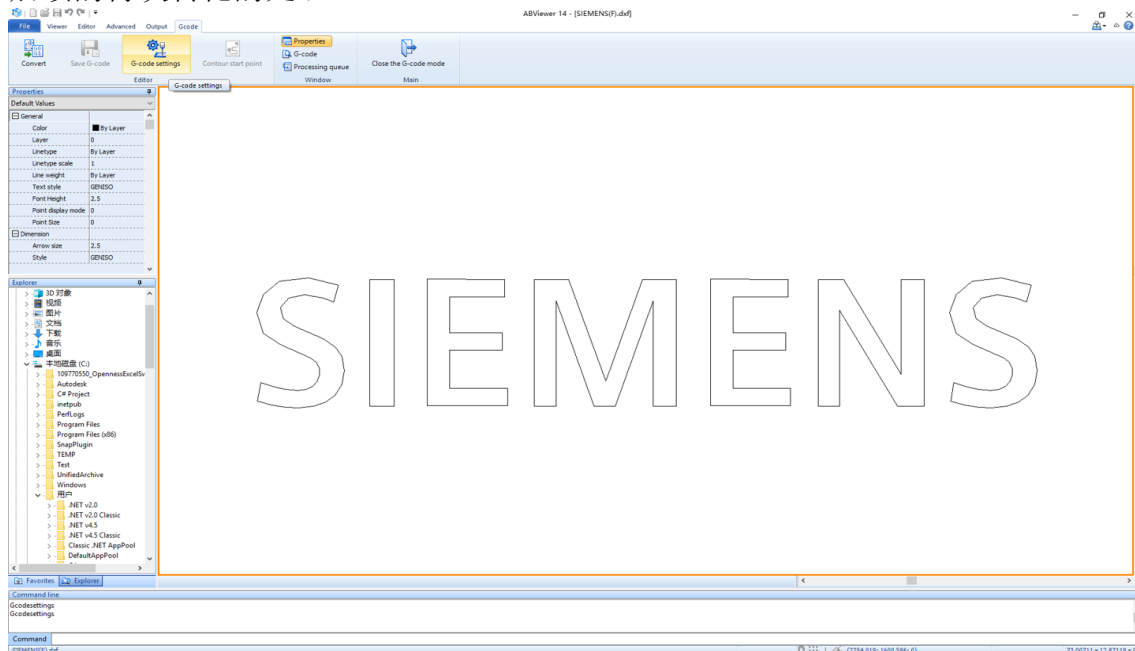 ABViewer 14 - [SIEMENS(F).dxf]
File Viewer Editor Advanced Output Gcode
Convert Save G-code G-code settings Contour start point
Properties
G-code
Processing queue
Close the G-code mode
Editor Window Main
G-code settings
Properties
Default Values
General
Color By Layer
Layer 0
Linetype By Layer
Linetype scale 1
Line weight By Layer
Text style GENISO
Font Height 2.5
Point display mode 0
Point Size 0
Dimension
Arrow size 2.5
Style GENISO
SIEMENS
Explorer
3D 对象
视频
图片
文档
下载
音乐
桌面
本地磁盘 (C:)
109770550_OpennessExcelSv
Autodesk
C# Project
inetpub
PerfLogs
Program Files
Program Files (x86)
SnapPlugin
TEMP
Test
UnifiedArchive
Windows
用户
.NET v2.0
.NET v2.0 Classic
.NET v4.5
.NET v4.5 Classic
Classic .NET AppPool
DefaultAppPool
Favorites Explorer
Command line
Gcodesettings
Gcodesettings
Command
SIEMENS(F).dxf